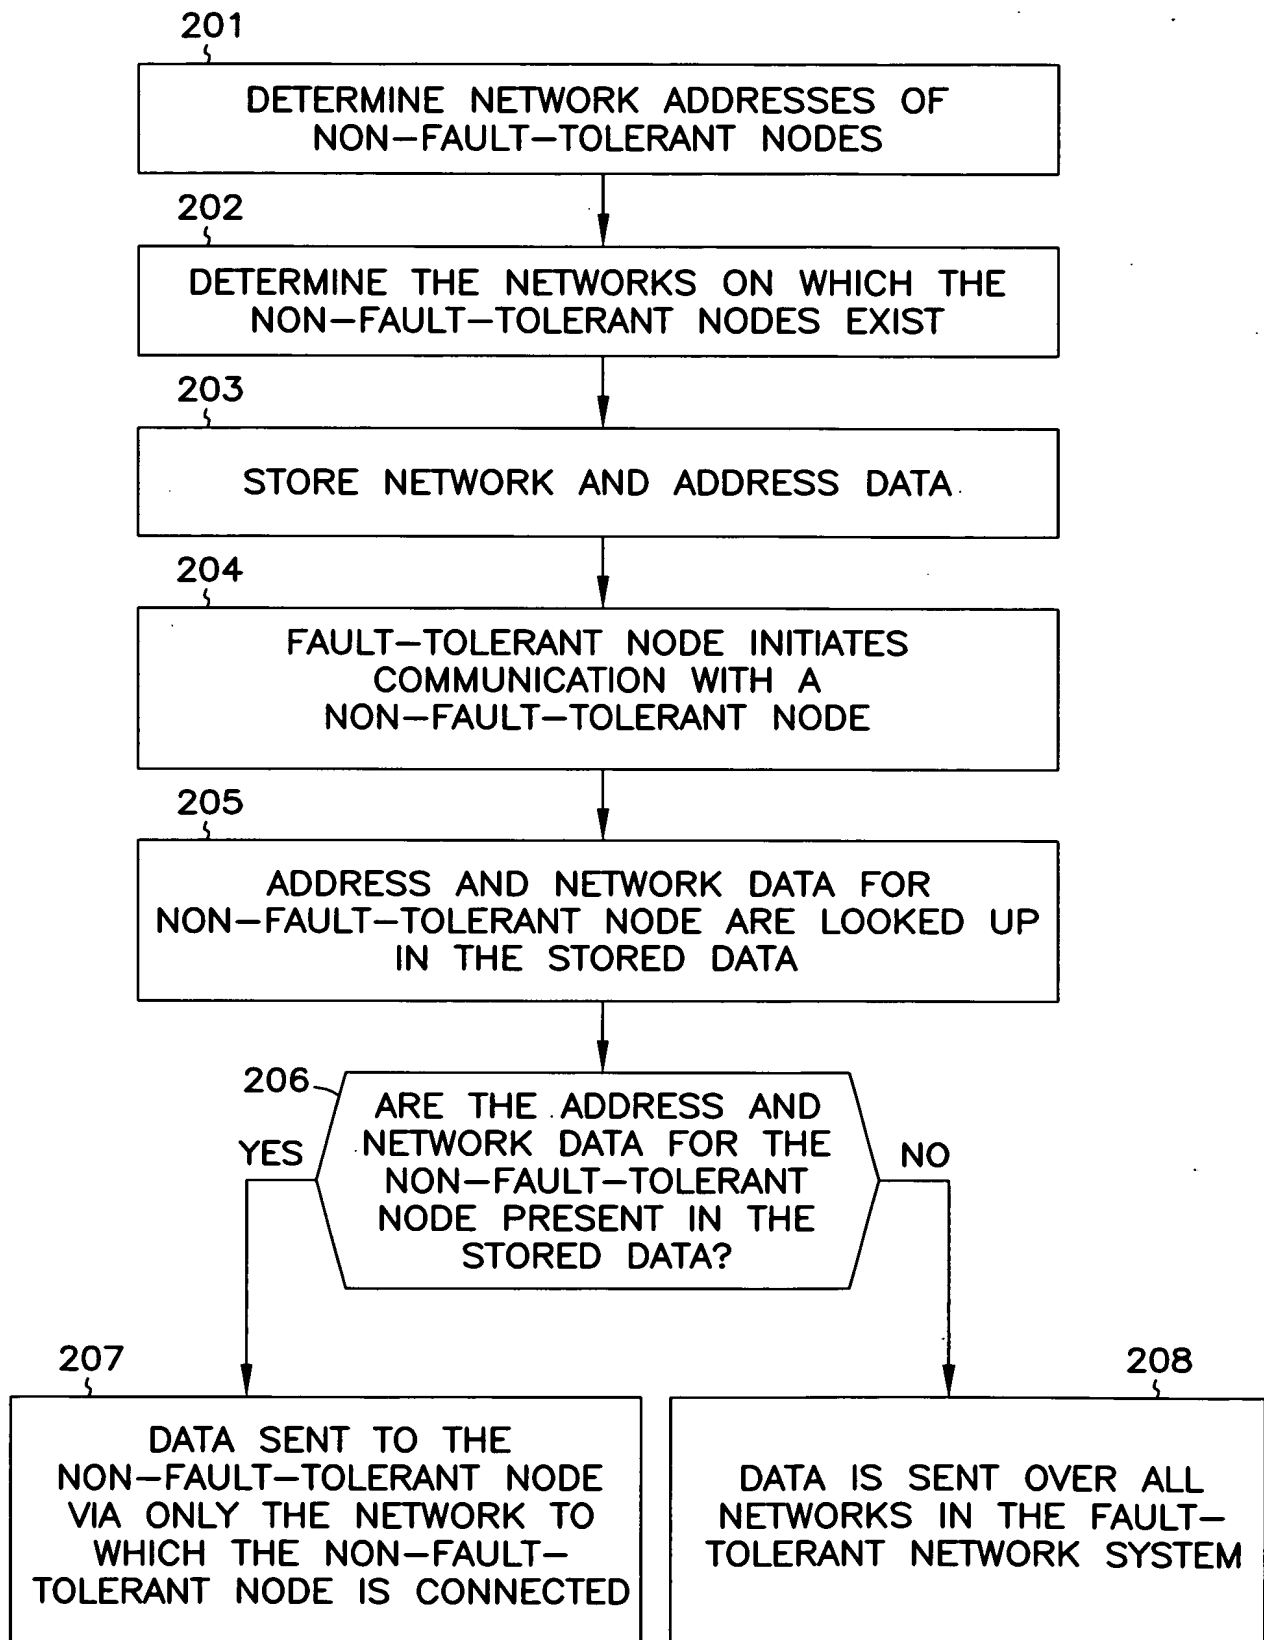 201
DETERMINE NETWORK ADDRESSES OF
NON-FAULT-TOLERANT NODES
202
DETERMINE THE NETWORKS ON WHICH THE
NON-FAULT-TOLERANT NODES EXIST
203
STORE NETWORK AND ADDRESS DATA
204
FAULT-TOLERANT NODE INITIATES
COMMUNICATION WITH A
NON-FAULT-TOLERANT NODE
205
ADDRESS AND NETWORK DATA FOR
NON-FAULT-TOLERANT NODE ARE LOOKED UP
IN THE STORED DATA
206
ARE THE ADDRESS AND
NETWORK DATA FOR THE
NON-FAULT-TOLERANT
NODE PRESENT IN THE
STORED DATA?
YES
NO
207
DATA SENT TO THE
NON-FAULT-TOLERANT NODE
VIA ONLY THE NETWORK TO
WHICH THE NON-FAULT-
TOLERANT NODE IS CONNECTED
208
DATA IS SENT OVER ALL
NETWORKS IN THE FAULT-
TOLERANT NETWORK SYSTEM